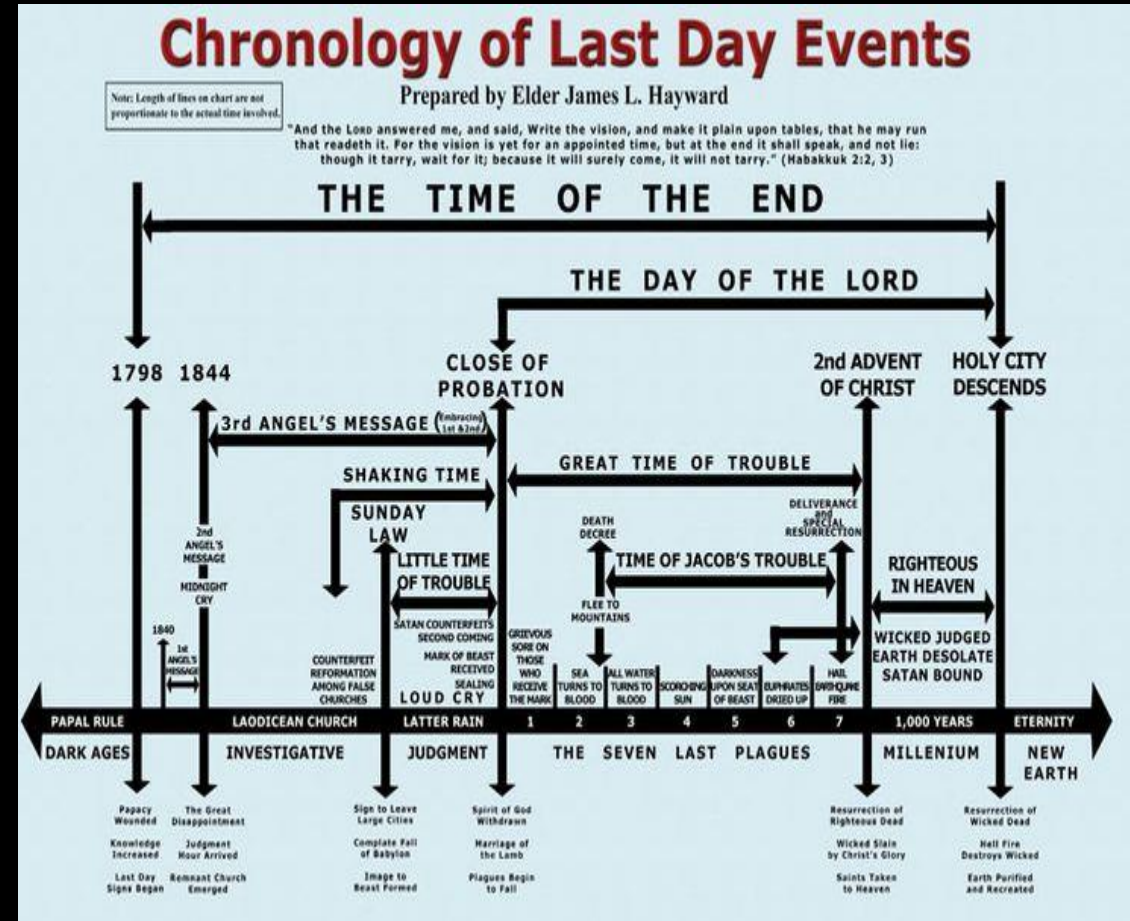 Chronology of Last Day Events
Prepared by Elder James L. Hayward
Note: Length of lines on chart are not
proportionate to the actual time involved.
"And the LORD answered me, and said, Write the vision, and make it plain upon tables, that he may run
that readeth it. For the vision is yet for an appointed time, but at the end it shall speak, and not lie:
though it tarry, wait for it; because it will surely come, it will not tarry." (Habakkuk 2:2, 3)
THE TIME OF THE END
THE DAY OF THE LORD
1798
1844
CLOSE OF
PROBATION
2nd ADVENT
OF CHRIST
HOLY CITY
DESCENDS
3rd ANGEL'S MESSAGE (Embracing
1st &2nd)
SHAKING TIME
GREAT TIME OF TROUBLE
SUNDAY
LAW
DEATH
DECREE
DELIVERANCE
and
SPECIAL
RESURRECTION
2nd
ANGEL'S
MESSAGE
MIDNIGHT
CRY
LITTLE TIME
OF TROUBLE
TIME OF JACOB'S TROUBLE
RIGHTEOUS
IN HEAVEN
FLEE TO
MOUNTAINS
1840
1st
ANGEL'S
MESSAGE
SATAN COUNTERFEITS
SECOND COMING
MARK OF BEAST
RECEIVED
SEALING
LOUD CRY
COUNTERFEIT
REFORMATION
AMONG FALSE
CHURCHES
GRIEVOUS
SORE ON
THOSE
WHO
RECEIVE
THE MARK
SEA
TURNS TO
BLOOD
ALL WATER
TURNS TO
BLOOD
SCORCHING
SUN
DARKNESS
UPON SEAT
OF BEAST
EUPHRATES
DRIED UP
HAIL
EARTHQUAKE
FIRE
WICKED JUDGED
EARTH DESOLATE
SATAN BOUND
PAPAL RULE
LAODICEAN CHURCH
LATTER RAIN
1 2 3 4 5 6 7
1,000 YEARS
ETERNITY
DARK AGES
INVESTIGATIVE JUDGMENT
THE SEVEN LAST PLAGUES
MILLENIUM
NEW
EARTH
Papacy
Wounded
Knowledge
Increased
Last Day
Signs Began
The Great
Disappointment
Judgment
Hour Arrived
Remnant Church
Emerged
Sign to Leave
Large Cities
Complate Fall
of Babylon
Image to
Beast Formed
Spirit of God
Withdrawn
Marriage of
the Lamb
Plagues Begin
to Fall
Resurrection of
Righteous Dead
Wicked Slain
by Christ's Glory
Saints Taken
to Heaven
Resurrection of
Wicked Dead
Hell Fire
Destroys Wicked
Earth Purified
and Recreated